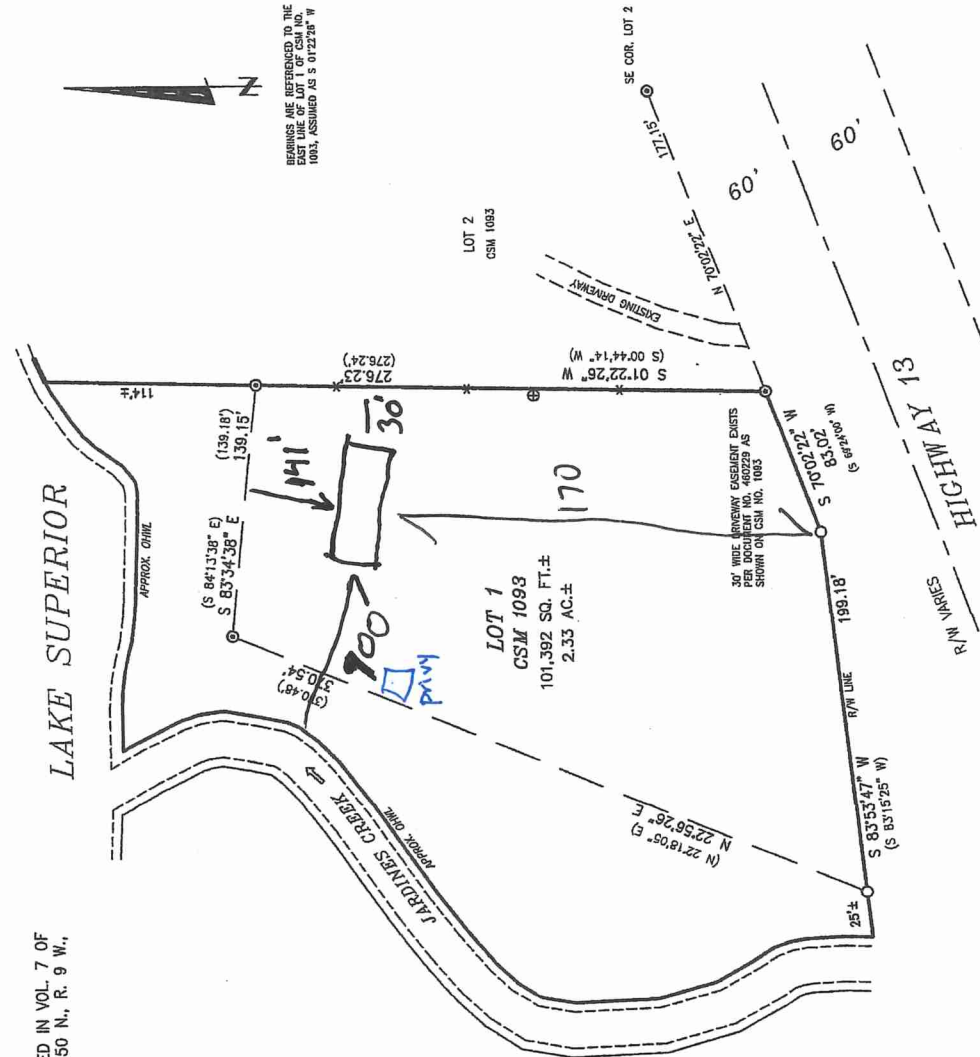 BEARINGS ARE REFERENCED TO THE
EAST LINE OF LOT 1 OF CSM NO.
1093, ASSUMED AS S 01°22'26" W
N
LAKE SUPERIOR
APPROX. OHWL
114'±
(139.18')
139.15'
(S 84°13'38" E)
S 83°34'38" E
141'
30'
276.23
(276.24')
S 01°22'26" W
(S 00°44'14" W)
LOT 2
CSM 1093
EXISTING DRIVEWAY
SE COR. LOT 2
177.15'
N 70°02'22" E
60'
60'
170
(370.48')
370.54'
privy
LOT 1
CSM 1093
101,392 SQ. FT.±
2.33 AC.±
30' WIDE DRIVEWAY EASEMENT EXISTS
PER DOCUMENT NO. 460229 AS
SHOWN ON CSM NO. 1093
S 70°02'22" W
83.02'
JARDINES CREEK
APPROX. OHWL
(N 22°18'05" E)
N 22°56'26" E
199.18'
R/W LINE
S 83°53'47" W
(S 83°15'25" W)
25'±
HIGHWAY 13
R/W VARIES
ED IN VOL. 7 OF
50 N., R. 9 W.,